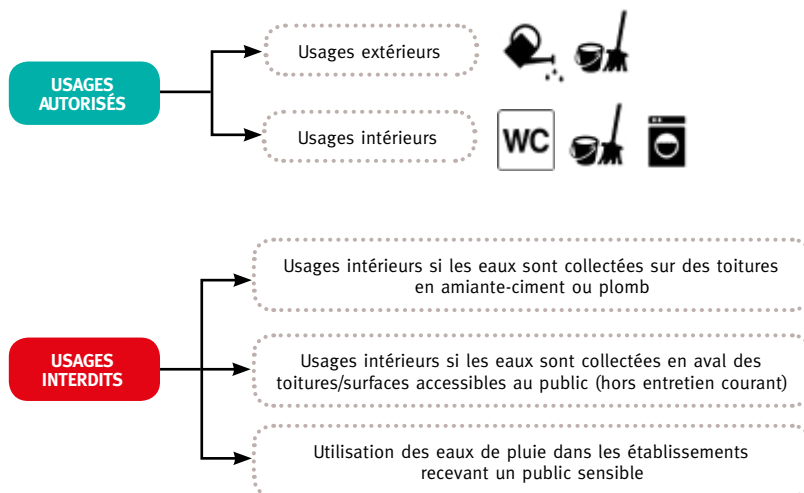 USAGES
AUTORISÉS
Usages extérieurs
Usages intérieurs
WC
USAGES
INTERDITS
Usages intérieurs si les eaux sont collectées sur des toitures
en amiante-ciment ou plomb
Usages intérieurs si les eaux sont collectées en aval des
toitures/surfaces accessibles au public (hors entretien courant)
Utilisation des eaux de pluie dans les établissements
recevant un public sensible